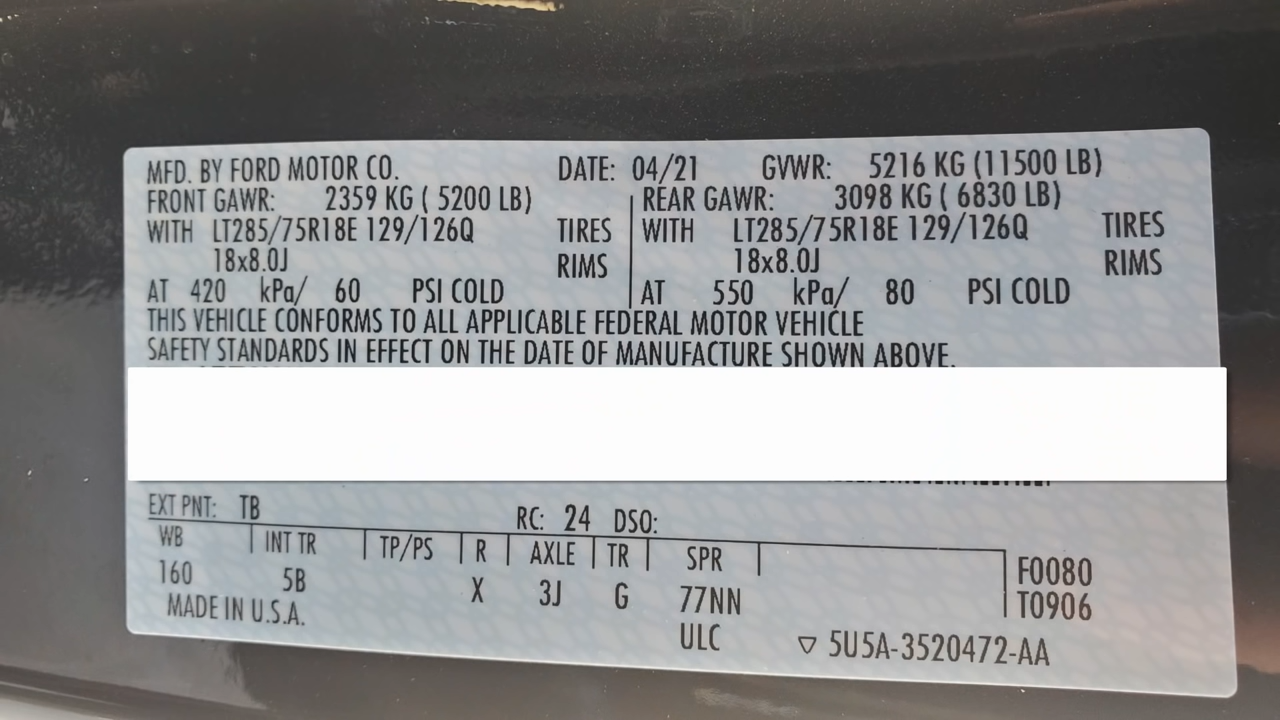 MFD. BY FORD MOTOR CO. DATE: 04/21 GVWR: 5216 KG (11500 LB)
FRONT GAWR: 2359 KG ( 5200 LB) REAR GAWR: 3098 KG ( 6830 LB)
WITH LT285/75R18E 129/126Q TIRES WITH LT285/75R18E 129/126Q TIRES
18x8.0J RIMS 18x8.0J RIMS
AT 420 kPa/ 60 PSI COLD AT 550 kPa/ 80 PSI COLD
THIS VEHICLE CONFORMS TO ALL APPLICABLE FEDERAL MOTOR VEHICLE
SAFETY STANDARDS IN EFFECT ON THE DATE OF MANUFACTURE SHOWN ABOVE.
EXT PNT: TB RC: 24 DSO:
WB INT TR TP/PS R AXLE TR SPR F0080
160 5B X 3J G 77NN T0906
MADE IN U.S.A. ULC ▽ 5U5A-3520472-AA